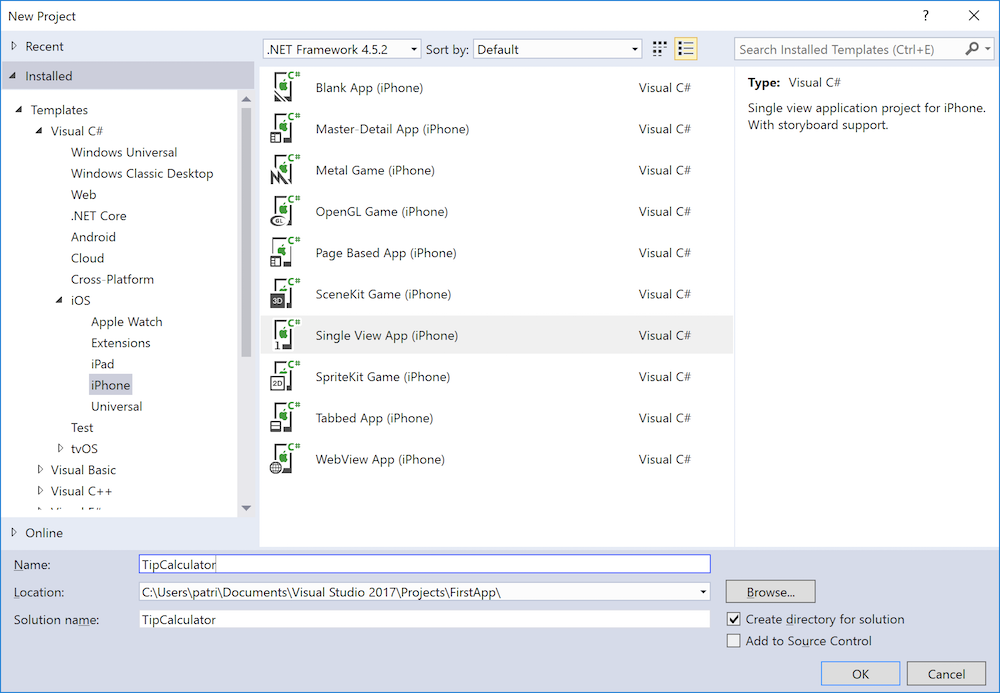 New Project
?
Recent
.NET Framework 4.5.2
Sort by:
Default
Search Installed Templates (Ctrl+E)
Installed
Templates
Visual C#
Windows Universal
Windows Classic Desktop
Web
.NET Core
Android
Cloud
Cross-Platform
iOS
Apple Watch
Extensions
iPad
iPhone
Universal
Test
tvOS
Visual Basic
Visual C++
Online
C# Blank App (iPhone) Visual C#
C# Master-Detail App (iPhone) Visual C#
C# Metal Game (iPhone) Visual C#
C# GL OpenGL Game (iPhone) Visual C#
C# Page Based App (iPhone) Visual C#
C# 3D SceneKit Game (iPhone) Visual C#
C# 1 Single View App (iPhone) Visual C#
C# 2D SpriteKit Game (iPhone) Visual C#
C# Tabbed App (iPhone) Visual C#
C# WebView App (iPhone) Visual C#
Type: Visual C#
Single view application project for iPhone.
With storyboard support.
Name: TipCalculator
Location: C:\Users\patri\Documents\Visual Studio 2017\Projects\FirstApp\
Browse...
Solution name: TipCalculator
Create directory for solution
Add to Source Control
OK
Cancel